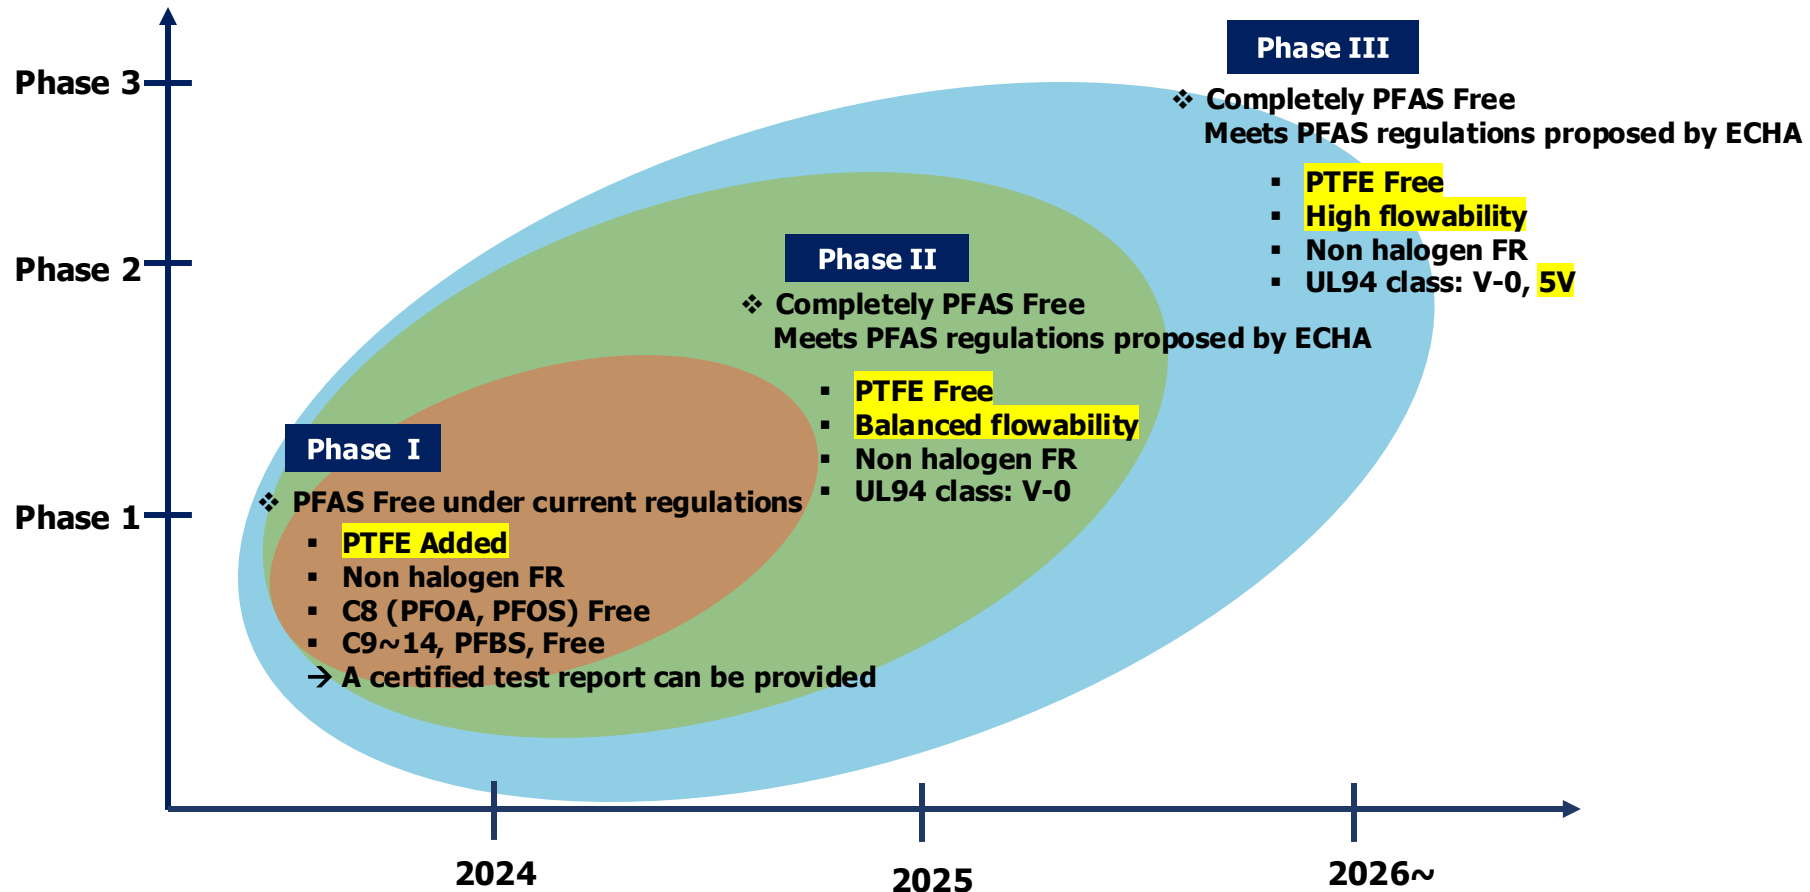 Phase 3
Phase 2
Phase 1
Phase III
❖ Completely PFAS Free
Meets PFAS regulations proposed by ECHA
▪ PTFE Free
▪ High flowability
▪ Non halogen FR
▪ UL94 class: V-0, 5V
Phase II
❖ Completely PFAS Free
Meets PFAS regulations proposed by ECHA
▪ PTFE Free
▪ Balanced flowability
▪ Non halogen FR
▪ UL94 class: V-0
Phase I
❖ PFAS Free under current regulations
▪ PTFE Added
▪ Non halogen FR
▪ C8 (PFOA, PFOS) Free
▪ C9~14, PFBS, Free
→ A certified test report can be provided
2024
2025
2026~